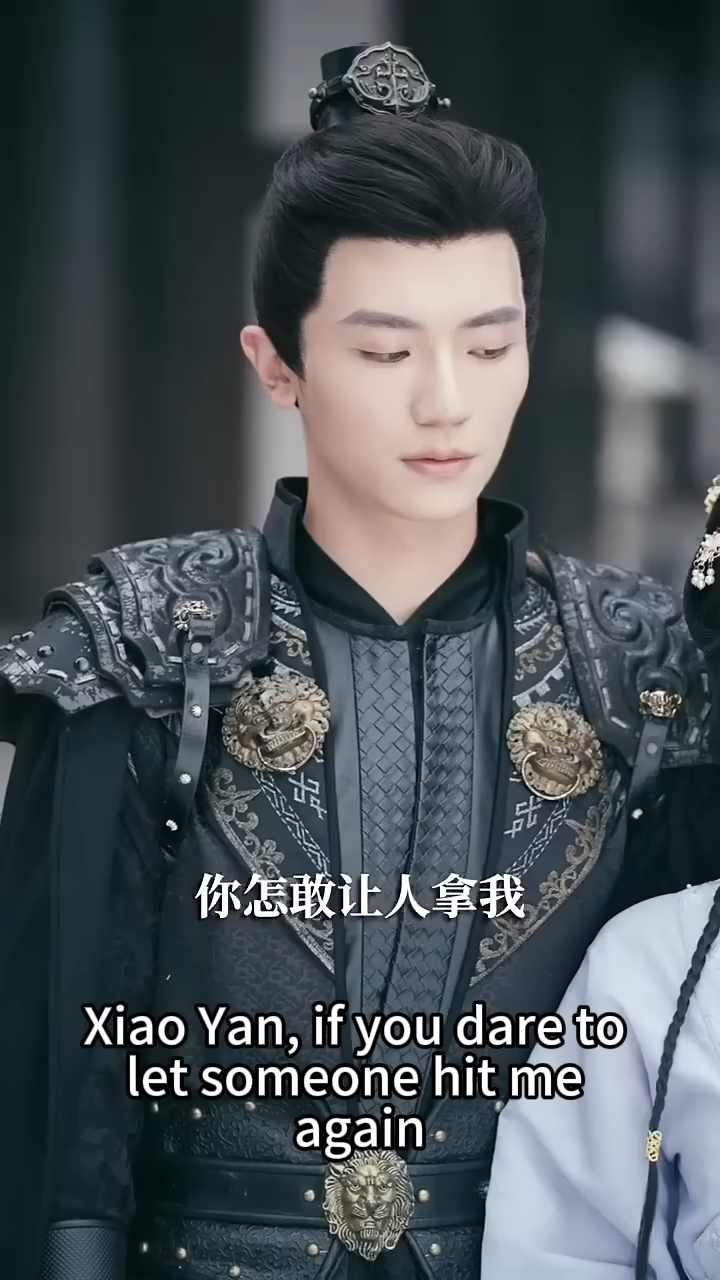 你怎敢让人拿我
Xiao Yan, if you dare to
let someone hit me
again